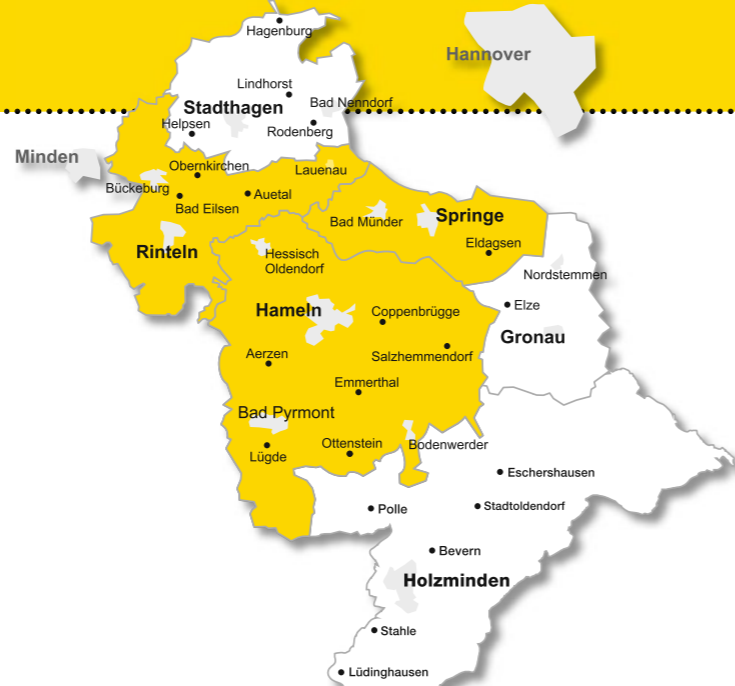 Hagenburg
Hannover
Lindhorst
Stadthagen
Bad Nenndorf
Helpsen
Rodenberg
Minden
Obernkirchen
Lauenau
Bückeburg
Auetal
Bad Eilsen
Bad Münder
Springe
Eldagsen
Rinteln
Hessisch
Oldendorf
Nordstemmen
Hameln
Coppenbrügge
Elze
Gronau
Aerzen
Salzhemmendorf
Emmerthal
Bad Pyrmont
Ottenstein
Bodenwerder
Lügde
Eschershausen
Polle
Stadtoldendorf
Bevern
Holzminden
Stahle
Lüdinghausen